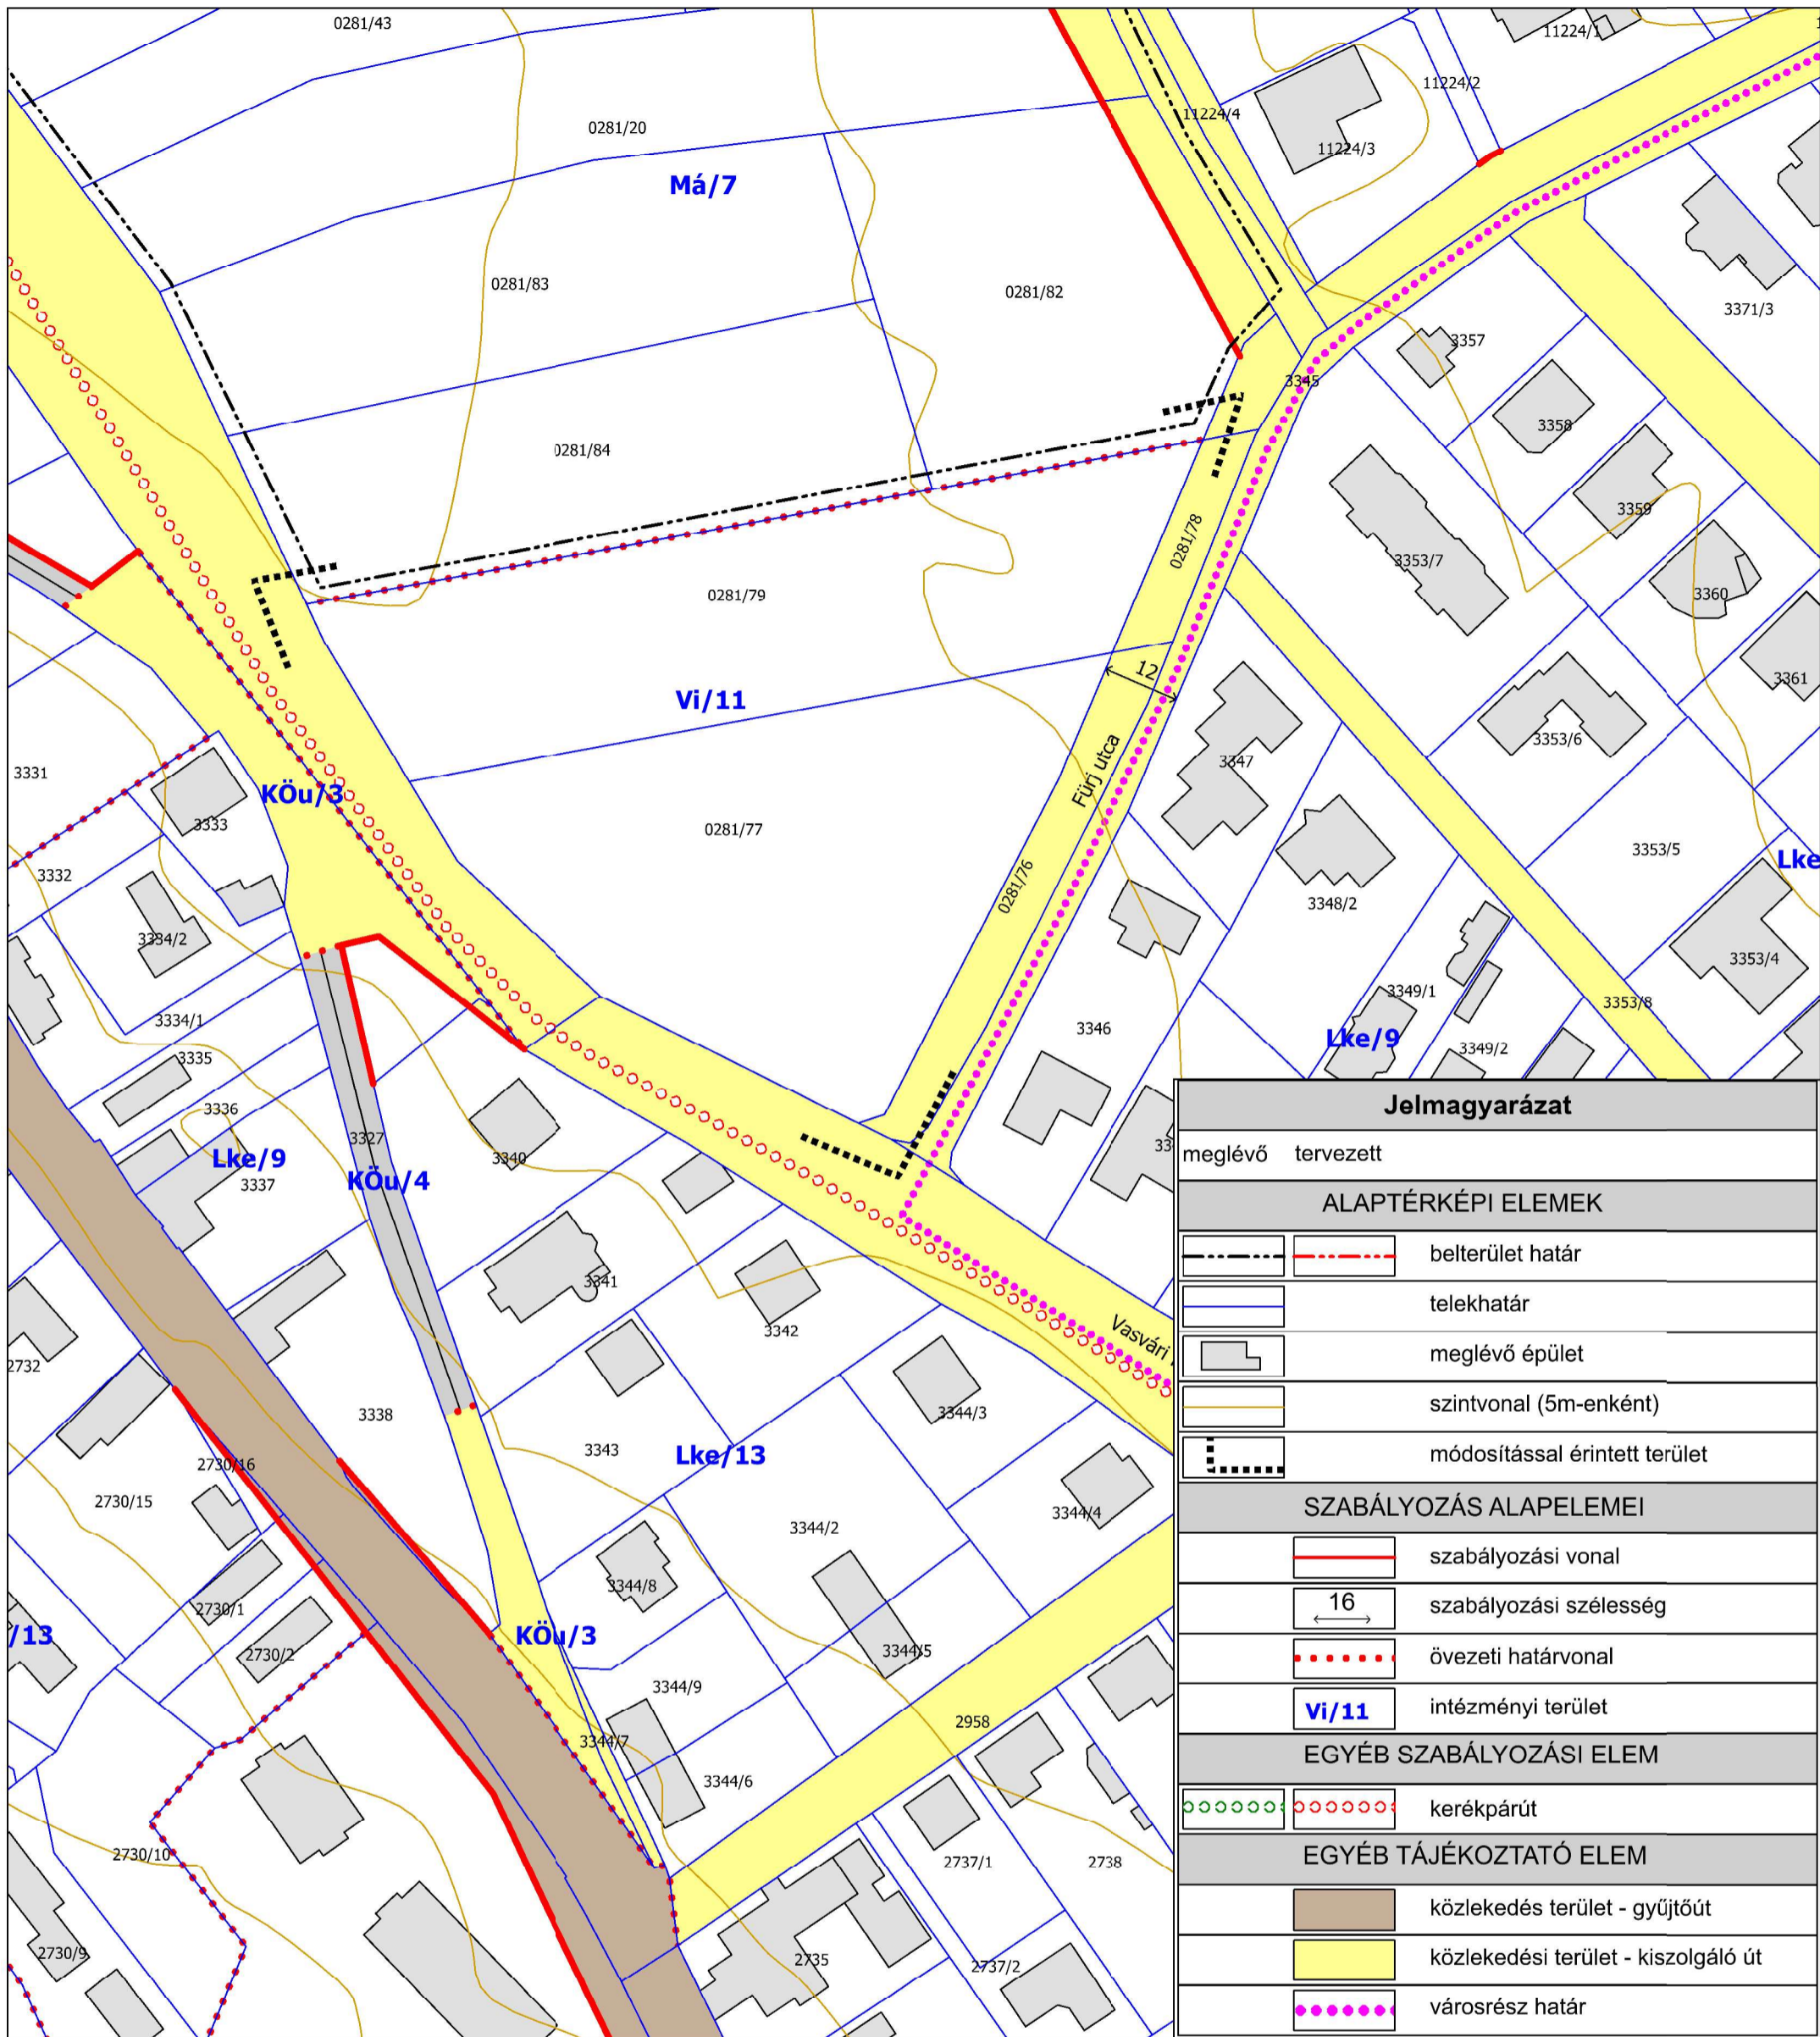 0281/43
11224/1
11224/2
11224/4
0281/20
11224/3
Má/7
0281/83
0281/82
3371/3
3357
3345
3358
0281/84
3359
0281/78
3353/7
0281/79
3360
12
3361
Vi/11
3353/6
Fürj utca
3347
3331
KÖu/3
3333
0281/77
3353/5
Lke
3332
0281/76
3348/2
3334/2
3353/4
3349/1
3353/8
3334/1
3346
Lke/9
3349/2
3335
3336
3327
3340
Lke/9
3337
KÖu/4
3341
3342
Vasvári
2732
3338
3344/3
3343
Lke/13
2730/16
2730/15
3344/4
3344/2
3344/8
2730/1
/13
KÖu/3
2730/2
3344/5
3344/9
2958
3344/7
3344/6
2730/10
2737/1
2738
2730/9
2735
2737/2
Jelmagyarázat
meglévő tervezett
ALAPTÉRKÉPI ELEMEK
belterület határ
telekhatár
meglévő épület
szintvonal (5m-enként)
módosítással érintett terület
SZABÁLYOZÁS ALAPELEMEI
szabályozási vonal
16 szabályozási szélesség
övezeti határvonal
Vi/11 intézményi terület
EGYÉB SZABÁLYOZÁSI ELEM
kerékpárút
EGYÉB TÁJÉKOZTATÓ ELEM
közlekedés terület - gyűjtőút
közlekedési terület - kiszolgáló út
városrész határ